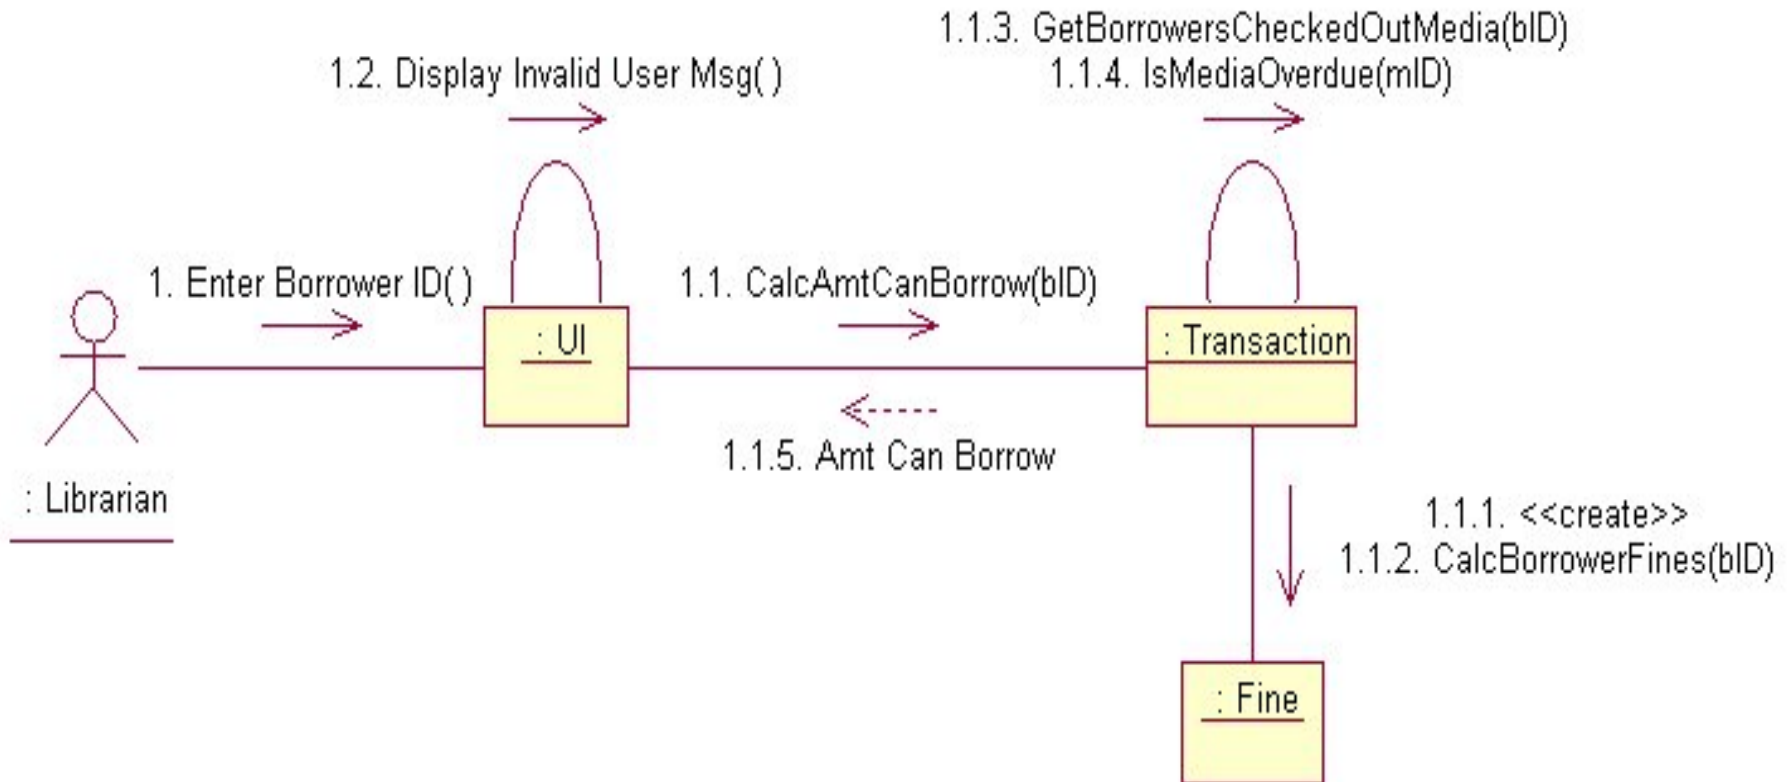 1.1.3. GetBorrowersCheckedOutMedia(bID)
1.2. Display Invalid User Msg( )
1.1.4. IsMediaOverdue(mID)
1. Enter Borrower ID( )
1.1. CalcAmtCanBorrow(bID)
: UI
: Transaction
1.1.5. Amt Can Borrow
: Librarian
1.1.1. <<create>>
1.1.2. CalcBorrowerFines(bID)
: Fine